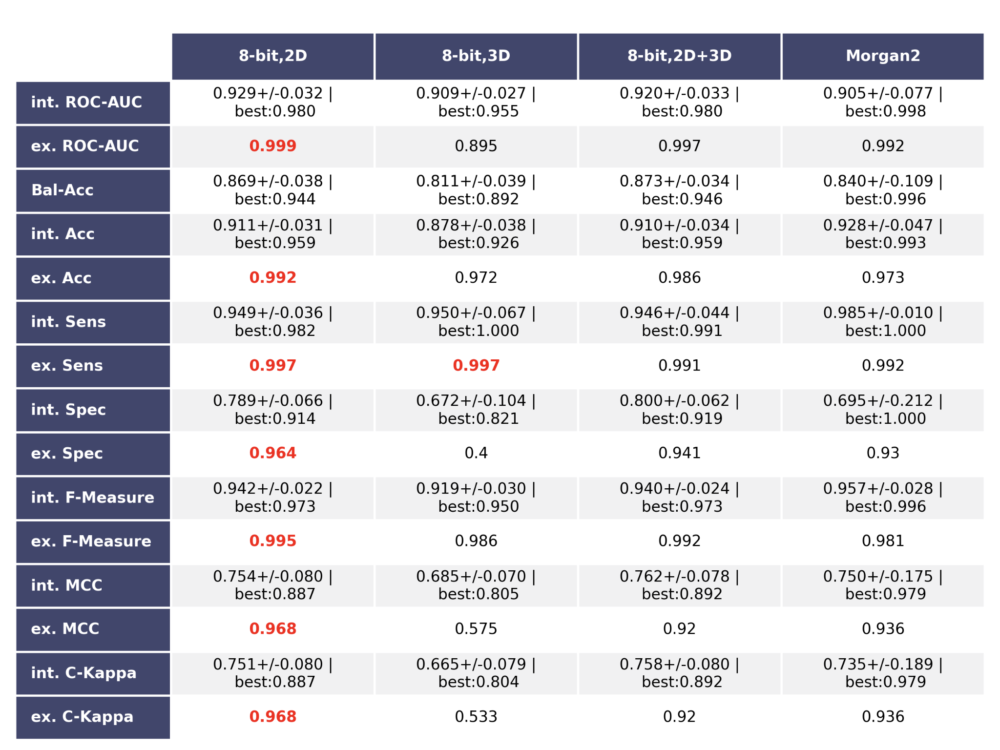 8-bit,2D 8-bit,3D 8-bit,2D+3D Morgan2
int. ROC-AUC 0.929+/-0.032 | 0.909+/-0.027 | 0.920+/-0.033 | 0.905+/-0.077 |
best:0.980 best:0.955 best:0.980 best:0.998
ex. ROC-AUC 0.999 0.895 0.997 0.992
Bal-Acc 0.869+/-0.038 | 0.811+/-0.039 | 0.873+/-0.034 | 0.840+/-0.109 |
best:0.944 best:0.892 best:0.946 best:0.996
int. Acc 0.911+/-0.031 | 0.878+/-0.038 | 0.910+/-0.034 | 0.928+/-0.047 |
best:0.959 best:0.926 best:0.959 best:0.993
ex. Acc 0.992 0.972 0.986 0.973
int. Sens 0.949+/-0.036 | 0.950+/-0.067 | 0.946+/-0.044 | 0.985+/-0.010 |
best:0.982 best:1.000 best:0.991 best:1.000
ex. Sens 0.997 0.997 0.991 0.992
int. Spec 0.789+/-0.066 | 0.672+/-0.104 | 0.800+/-0.062 | 0.695+/-0.212 |
best:0.914 best:0.821 best:0.919 best:1.000
ex. Spec 0.964 0.4 0.941 0.93
int. F-Measure 0.942+/-0.022 | 0.919+/-0.030 | 0.940+/-0.024 | 0.957+/-0.028 |
best:0.973 best:0.950 best:0.973 best:0.996
ex. F-Measure 0.995 0.986 0.992 0.981
int. MCC 0.754+/-0.080 | 0.685+/-0.070 | 0.762+/-0.078 | 0.750+/-0.175 |
best:0.887 best:0.805 best:0.892 best:0.979
ex. MCC 0.968 0.575 0.92 0.936
int. C-Kappa 0.751+/-0.080 | 0.665+/-0.079 | 0.758+/-0.080 | 0.735+/-0.189 |
best:0.887 best:0.804 best:0.892 best:0.979
ex. C-Kappa 0.968 0.533 0.92 0.936